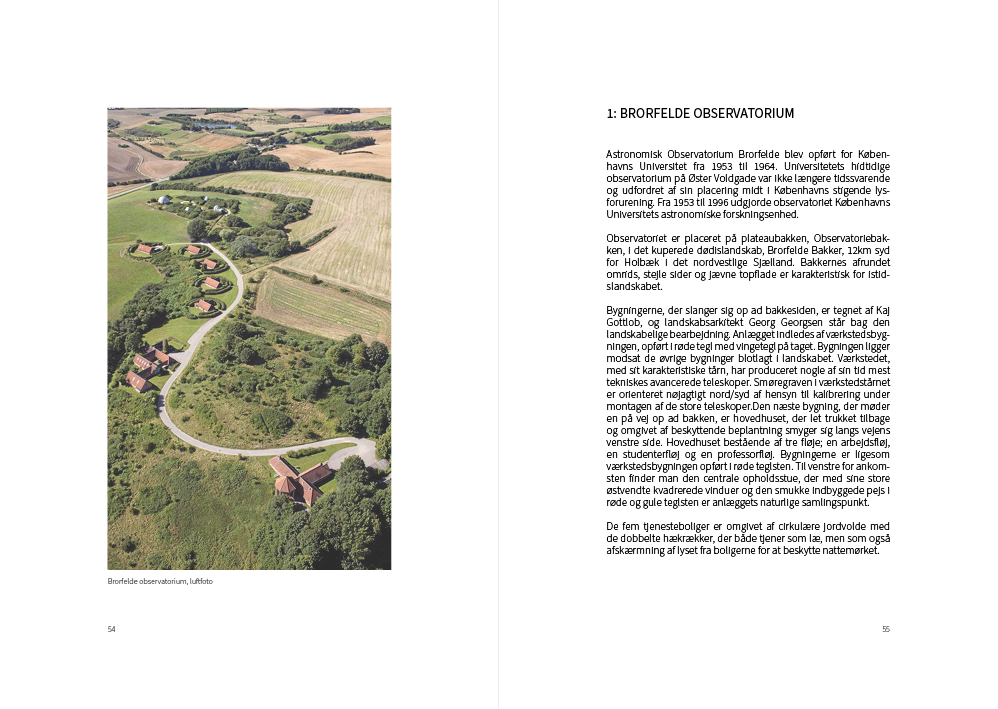 Brorfelde observatorium, luftfoto
54
1: BRORFELDE OBSERVATORIUM
Astronomisk Observatorium Brorfelde blev opført for Køben-
havns Universitet fra 1953 til 1964. Universitetets hidtidige
observatorium på Øster Voldgade var ikke længere tidssvarende
og udfordret af sin placering midt i Københavns stigende lys-
forurening. Fra 1953 til 1996 udgjorde observatoriet Københavns
Universitets astronomiske forskningsenhed.
Observatoriet er placeret på plateaubakken, Observatoriebak-
ken, i det kuperede dødislandskab, Brorfelde Bakker, 12km syd
for Holbæk i det nordvestlige Sjælland. Bakkernes afrundet
omrids, stejle sider og jævne topflade er karakteristisk for istid-
slandskabet.
Bygningerne, der slanger sig op ad bakkesiden, er tegnet af Kaj
Gottlob, og landskabsarkitekt Georg Georgsen står bag den
landskabelige bearbejdning. Anlægget indledes af værkstedsbyg-
ningen, opført i røde tegl med vingetegl på taget. Bygningen ligger
modsat de øvrige bygninger blotlagt i landskabet. Værkstedet,
med sit karakteristiske tårn, har produceret nogle af sin tid mest
tekniskes avancerede teleskoper. Smøregraven i værkstedstårnet
er orienteret nøjagtigt nord/syd af hensyn til kalibrering under
montagen af de store teleskoper.Den næste bygning, der møder
en på vej op ad bakken, er hovedhuset, der let trukket tilbage
og omgivet af beskyttende beplantning smyger sig langs vejens
venstre side. Hovedhuset bestående af tre fløje; en arbejdsfløj,
en studenterfløj og en professorfløj. Bygningerne er ligesom
værkstedsbygningen opført i røde teglsten. Til venstre for ankom-
sten finder man den centrale opholdsstue, der med sine store
østvendte kvadrerede vinduer og den smukke indbyggede pejs i
røde og gule teglsten er anlæggets naturlige samlingspunkt.
De fem tjenesteboliger er omgivet af cirkulære jordvolde med
de dobbelte hækrækker, der både tjener som læ, men som også
afskærmning af lyset fra boligerne for at beskytte nattemørket.
55